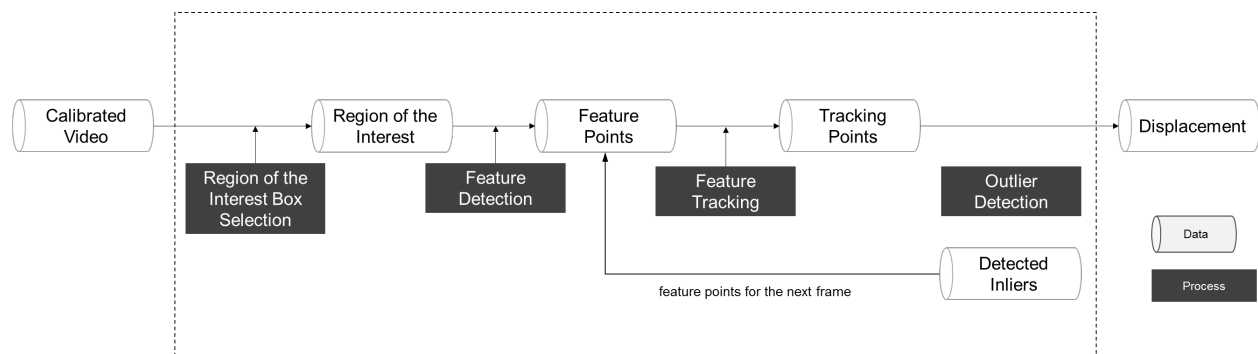 Calibrated
Video
Region of the
Interest
Feature
Points
Tracking
Points
Displacement
Region of the
Interest Box
Selection
Feature
Detection
Feature
Tracking
Outlier
Detection
Detected
Inliers
feature points for the next frame
Data
Process